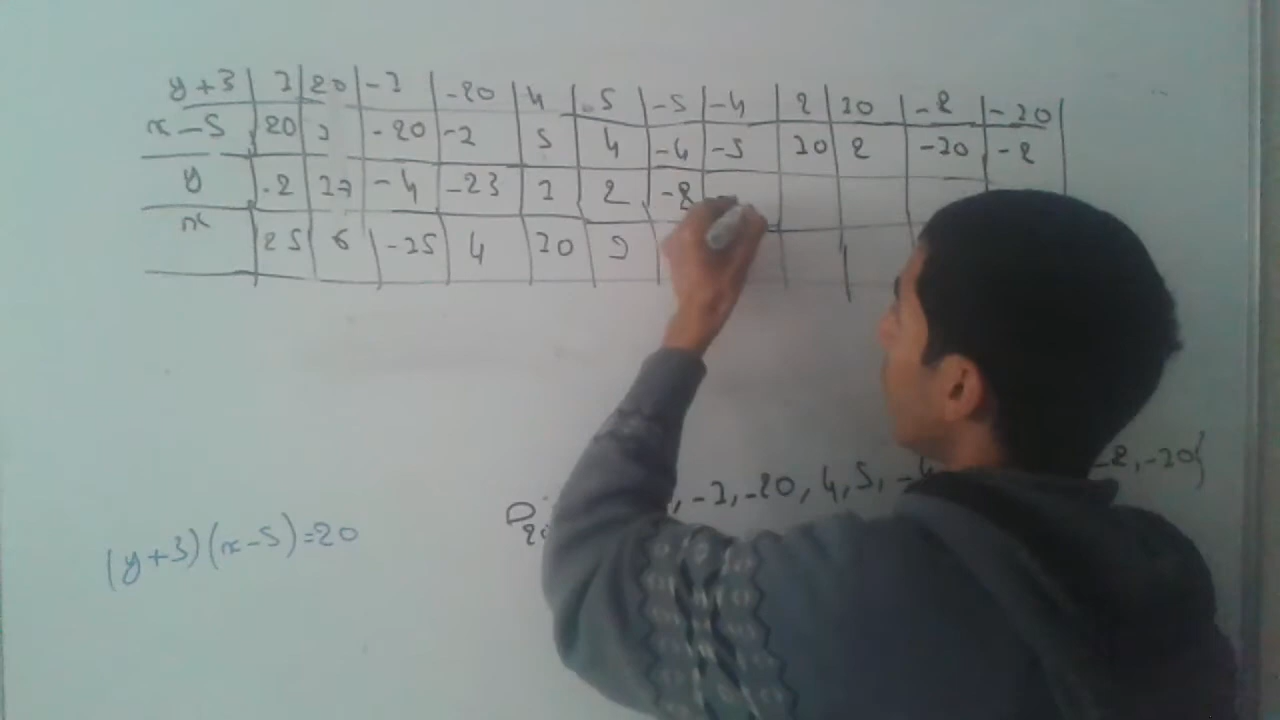 y+3 | 1 | 20 | -1 | -20 | 4 | 5 | -5 | -4 | 2 | 10 | -2 | -10
x-5 | 20 | 1 | -20 | -1 | 5 | 4 | -4 | -5 | 10 | 2 | -10 | -2
y | -2 | 17 | -4 | -23 | 1 | 2 | -8
x | 25 | 6 | -15 | 4 | 10 | 9
D , -1, -20, 4, 5, -4 -2, -10}
(y+3)(x-5)=20